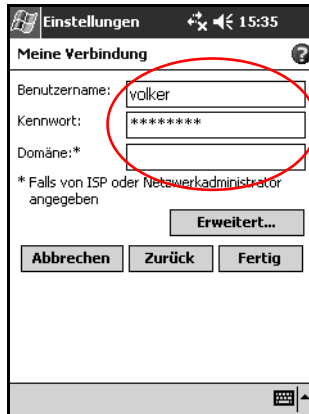 Einstellungen 15:35
Meine Verbindung ?
Benutzername: volker
Kennwort: ********
Domäne:*
* Falls von ISP oder Netzwerkadministrator
angegeben
Erweitert...
Abbrechen Zurück Fertig